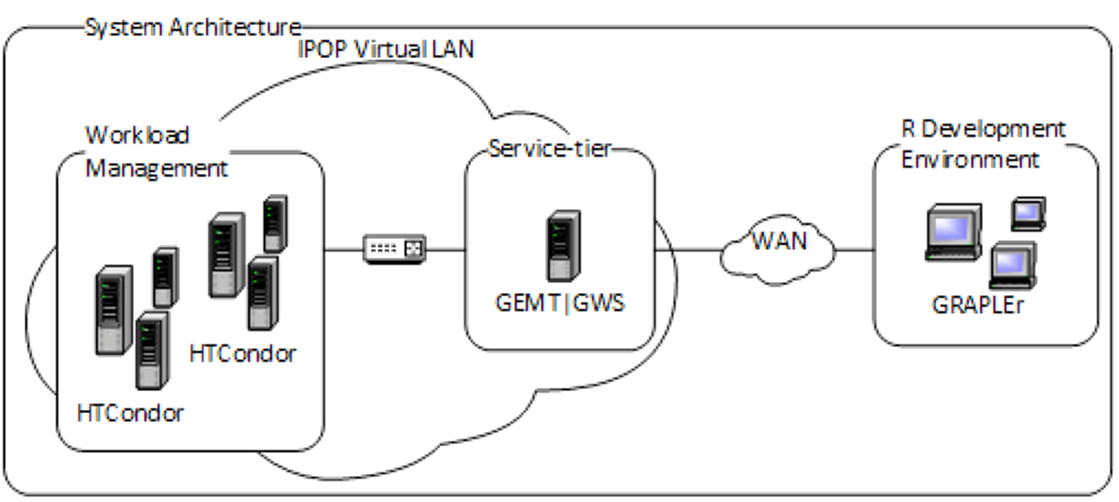 System Architecture
IPOP Virtual LAN
Workload
Management
Service-tier
R Development
Environment
WAN
GEMT|GWS
GRAPLEr
HTCondor
HTCondor